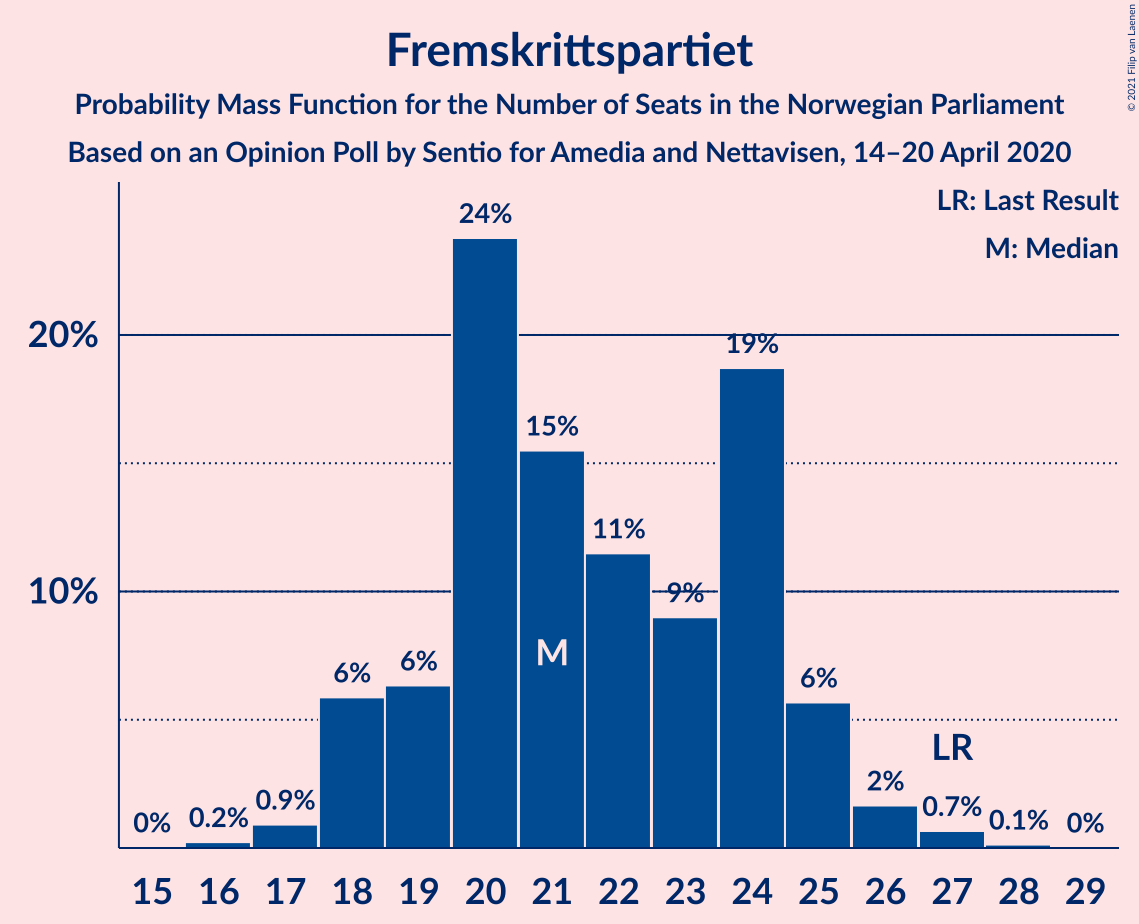 Fremskrittspartiet
Probability Mass Function for the Number of Seats in the Norwegian Parliament
Based on an Opinion Poll by Sentio for Amedia and Nettavisen, 14–20 April 2020
© 2021 Filip van Laenen
LR: Last Result
M: Median
20%
10%
0%
0.2%
0.9%
6%
6%
24%
15%
11%
9%
19%
6%
2%
0.7%
0.1%
0%
M
LR
15 16 17 18 19 20 21 22 23 24 25 26 27 28 29